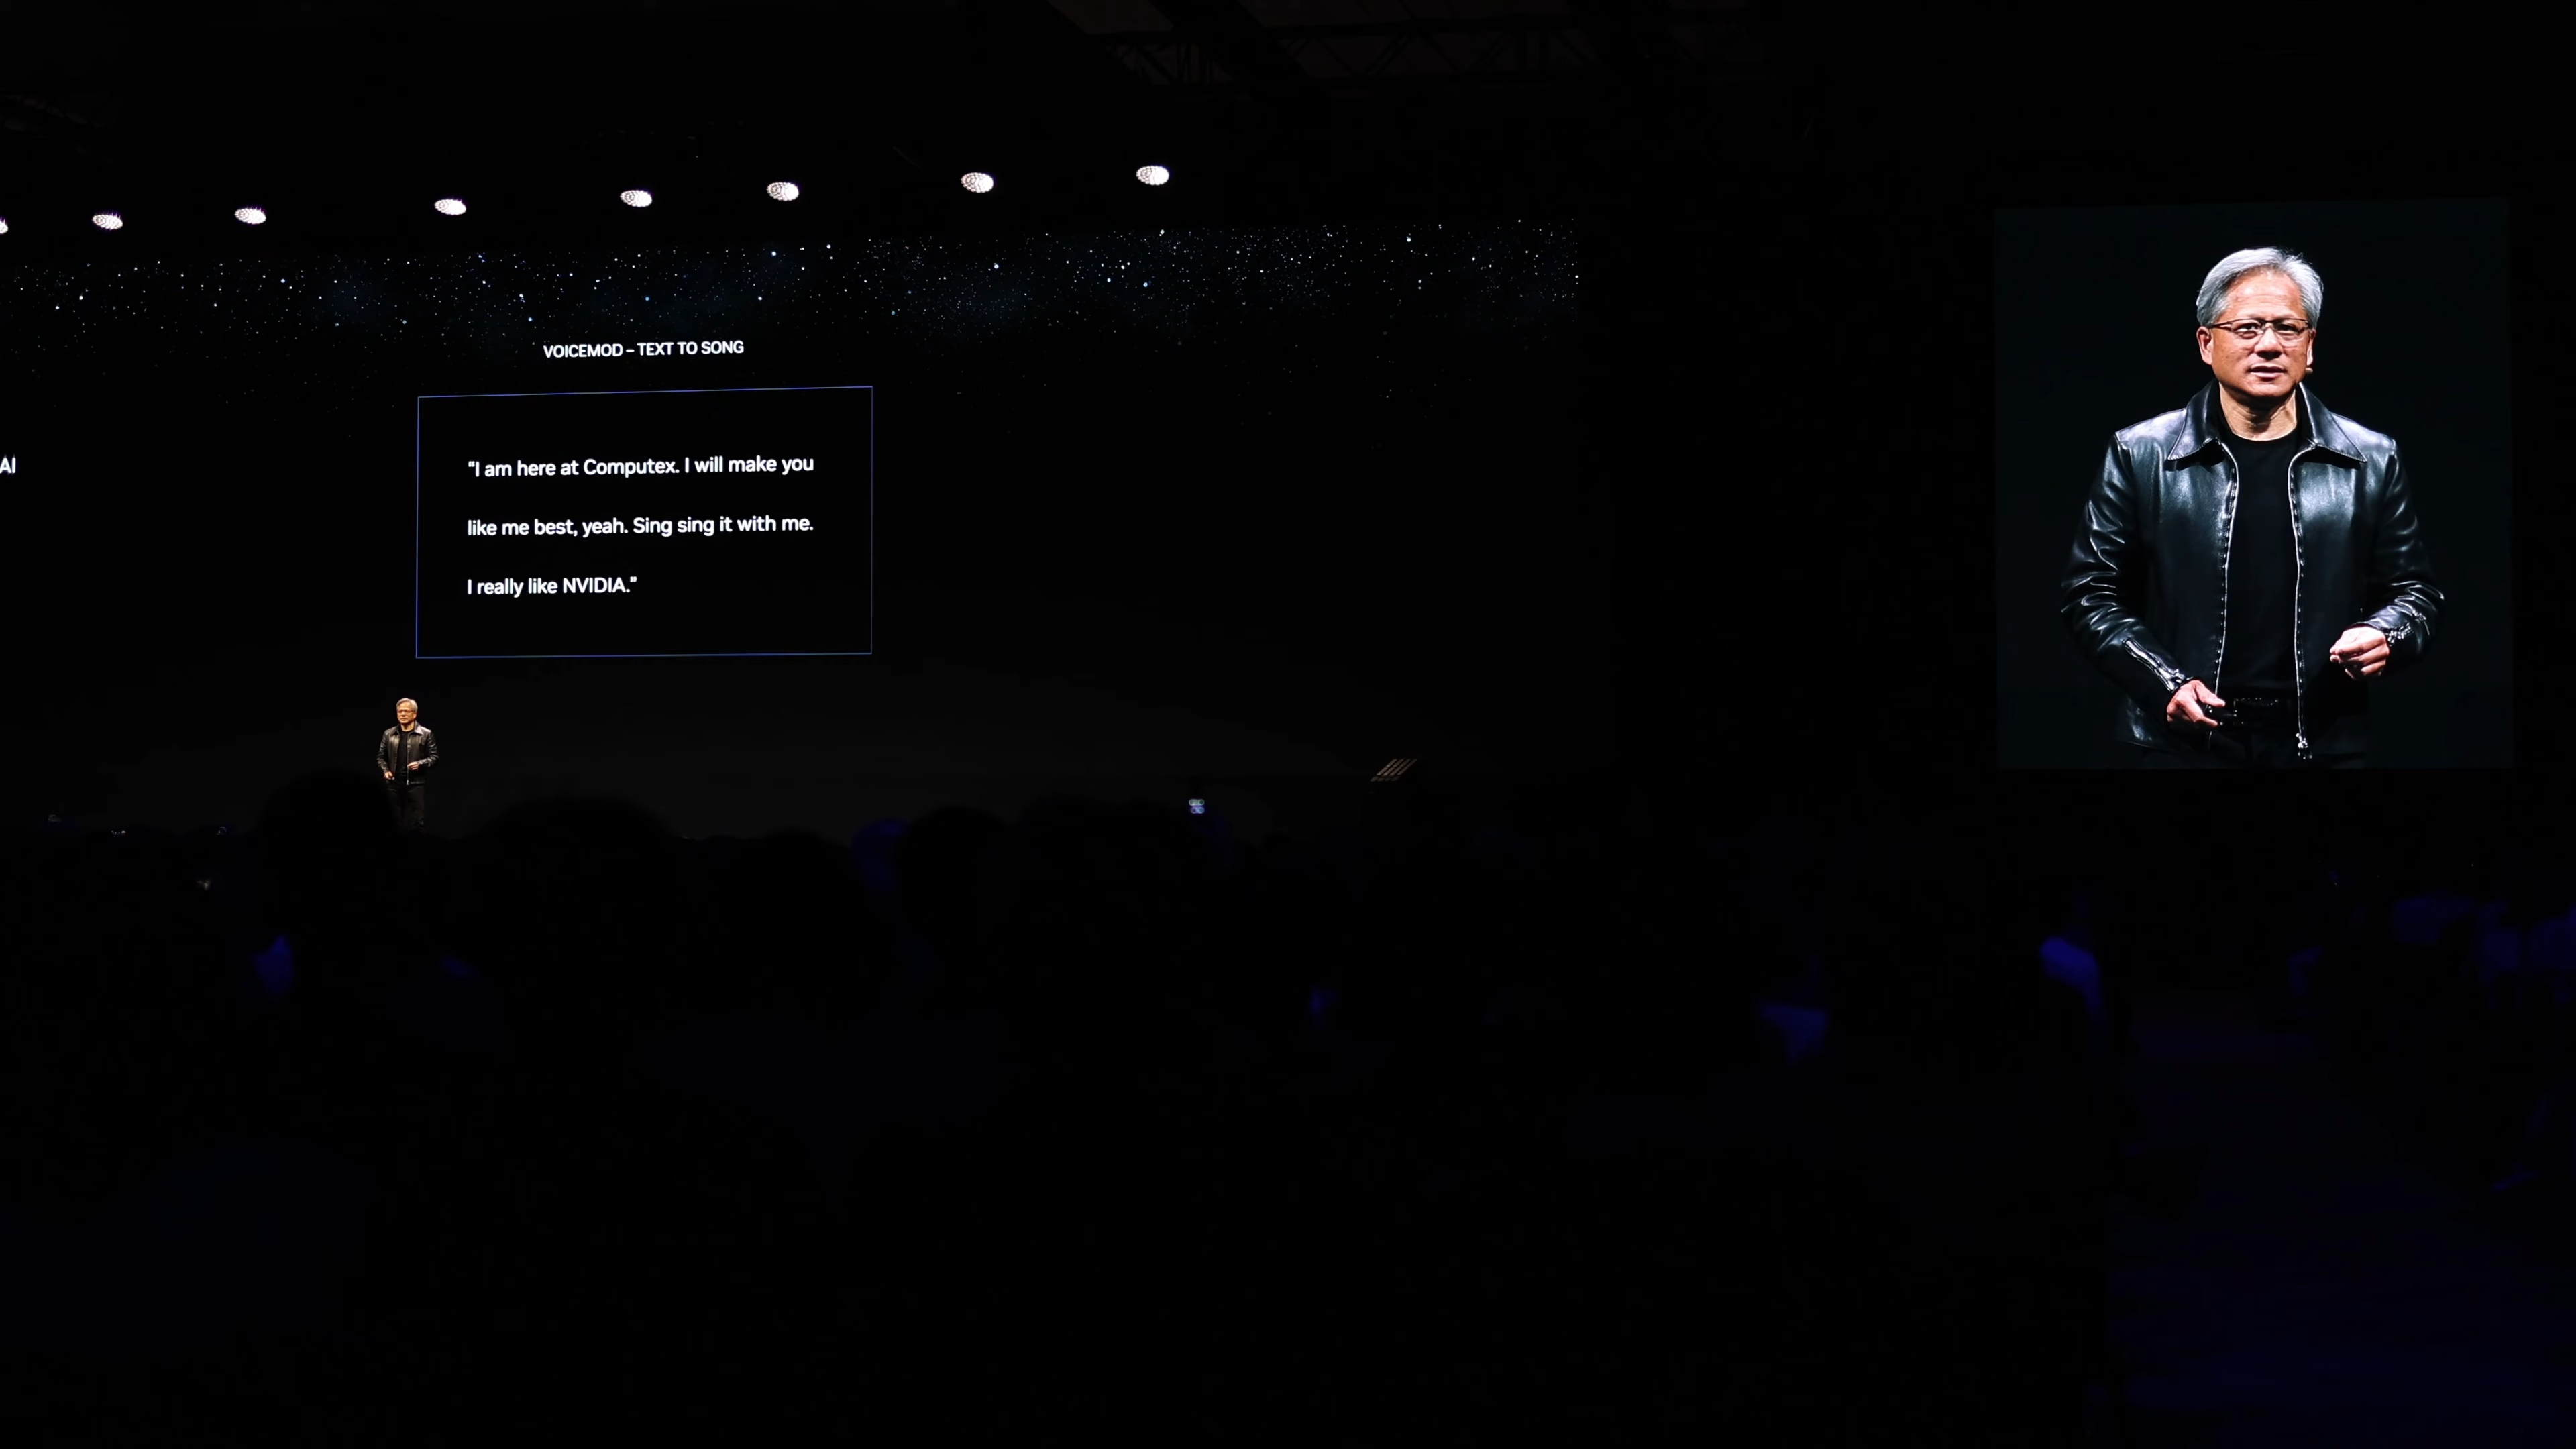 AI
VOICEMOD – TEXT TO SONG
“I am here at Computex. I will make you
like me best, yeah. Sing sing it with me.
I really like NVIDIA.”